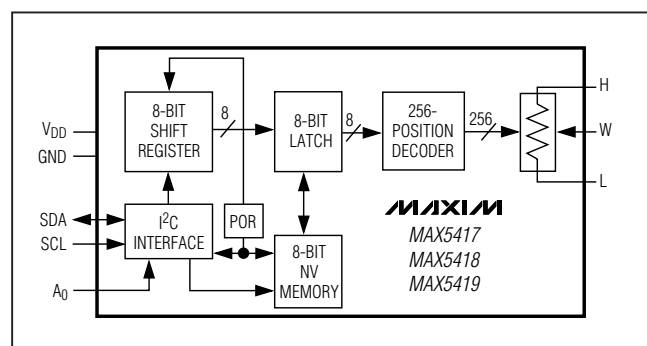 8-BIT
SHIFT
REGISTER
8
8-BIT
LATCH
8
256-
POSITION
DECODER
256
H
W
L
VDD
GND
SDA
SCL
A0
I2C
INTERFACE
POR
8-BIT
NV
MEMORY
MAXIM
MAX5417
MAX5418
MAX5419